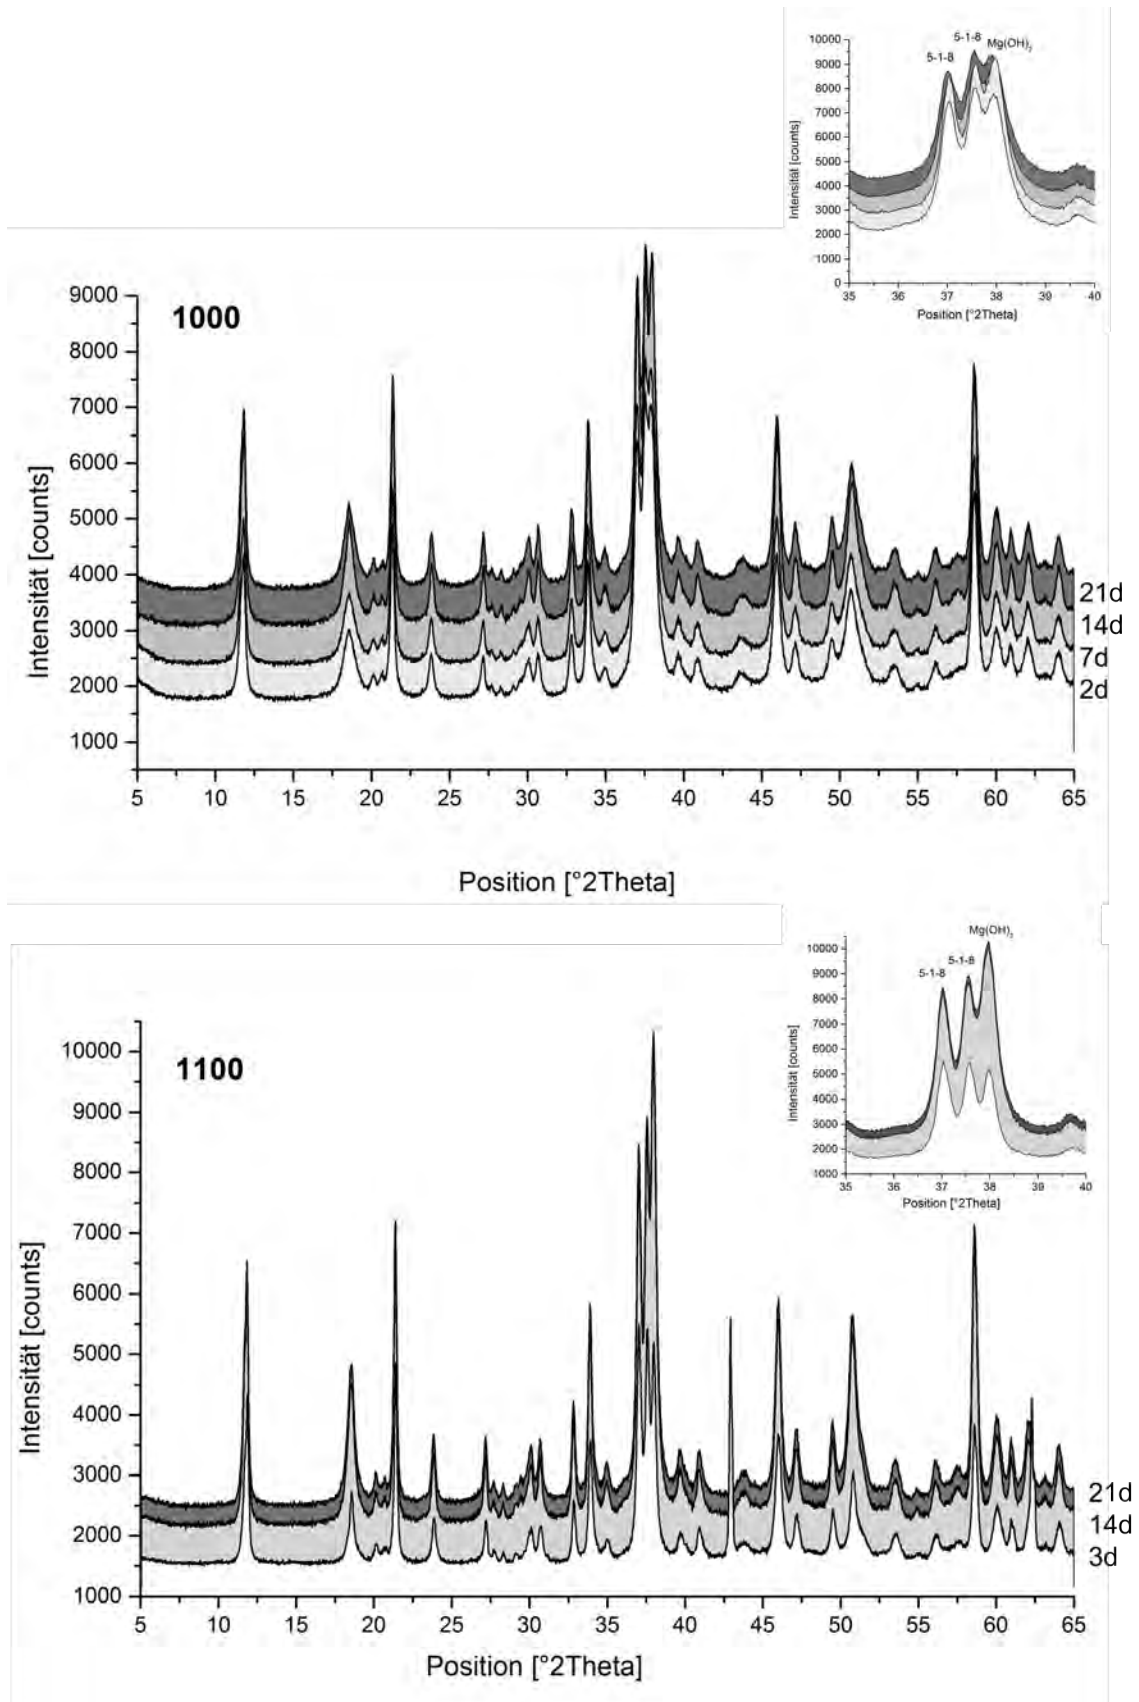 5-1-8
5-1-8
Mg(OH)₂
10000
9000
8000
7000
6000
5000
4000
3000
2000
1000
0
Intensität [counts]
35 36 37 38 39 40
Position [°2Theta]
1000
9000
8000
7000
6000
5000
4000
3000
2000
1000
Intensität [counts]
21d
14d
7d
2d
5 10 15 20 25 30 35 40 45 50 55 60 65
Position [°2Theta]
Mg(OH)₂
5-1-8
5-1-8
10000
9000
8000
7000
6000
5000
4000
3000
2000
1000
Intensität [counts]
35 36 37 38 39 40
Position [°2Theta]
1100
10000
9000
8000
7000
6000
5000
4000
3000
2000
1000
Intensität [counts]
21d
14d
3d
5 10 15 20 25 30 35 40 45 50 55 60 65
Position [°2Theta]